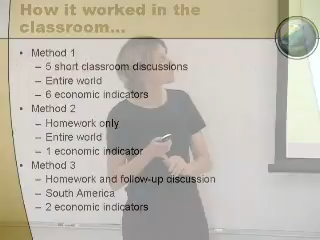 How it worked in the
classroom...
• Method 1
– 5 short classroom discussions
– Entire world
– 6 economic indicators
• Method 2
– Homework only
– Entire world
– 1 economic indicator
• Method 3
– Homework and follow-up discussion
– South America
– 2 economic indicators